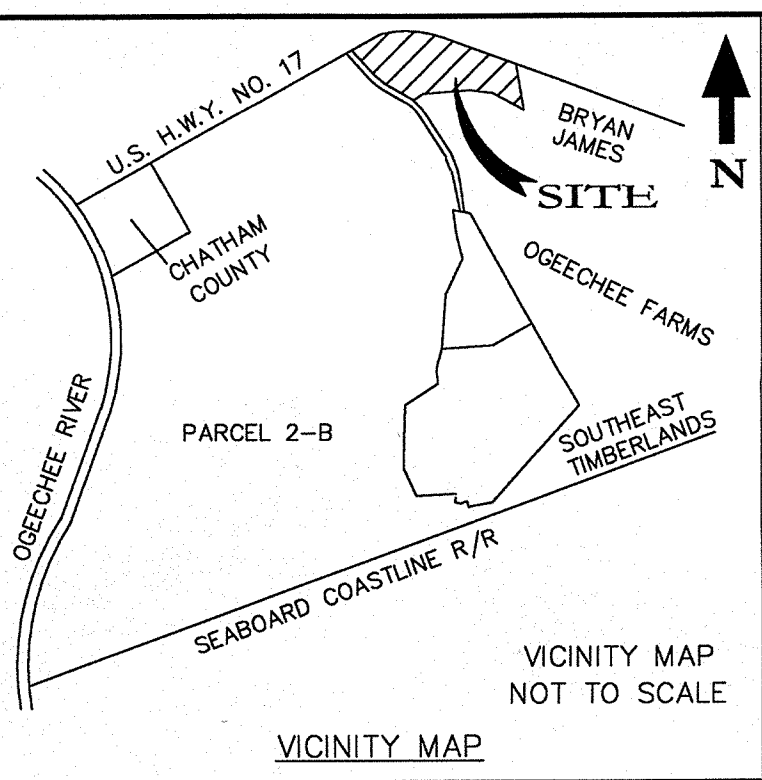 U.S. H.W.Y. NO. 17
BRYAN
JAMES
N
SITE
CHATHAM
COUNTY
OGEECHEE FARMS
OGEECHEE RIVER
PARCEL 2-B
SOUTHEAST
TIMBERLANDS
SEABOARD COASTLINE R/R
VICINITY MAP
NOT TO SCALE
VICINITY MAP